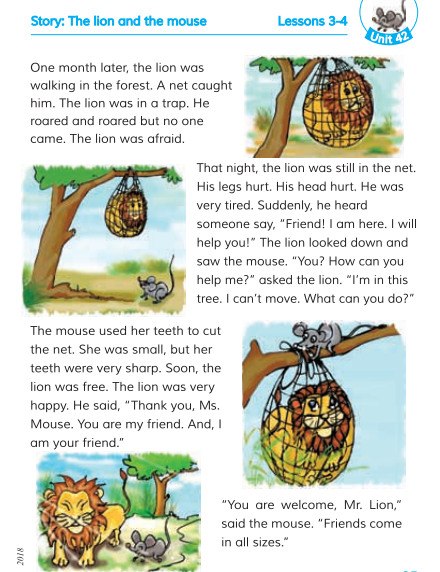 Story: The lion and the mouse
Lessons 3-4
Unit 42
One month later, the lion was
walking in the forest. A net caught
him. The lion was in a trap. He
roared and roared but no one
came. The lion was afraid.
That night, the lion was still in the net.
His legs hurt. His head hurt. He was
very tired. Suddenly, he heard
someone say, “Friend! I am here. I will
help you!” The lion looked down and
saw the mouse. “You? How can you
help me?” asked the lion. “I’m in this
tree. I can’t move. What can you do?”
The mouse used her teeth to cut
the net. She was small, but her
teeth were very sharp. Soon, the
lion was free. The lion was very
happy. He said, “Thank you, Ms.
Mouse. You are my friend. And, I
am your friend.”
“You are welcome, Mr. Lion,“
said the mouse. “Friends come
in all sizes.“
2018